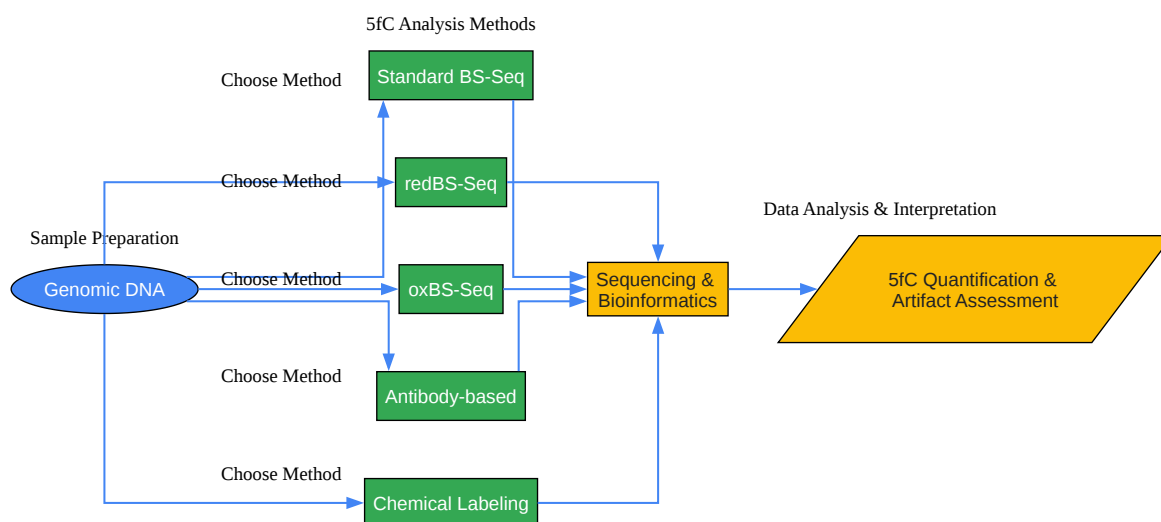 5fC Analysis Methods
Choose Method
Standard BS-Seq
Choose Method
redBS-Seq
Sample Preparation
Data Analysis & Interpretation
Genomic DNA
Choose Method
oxBS-Seq
Sequencing &
Bioinformatics
5fC Quantification &
Artifact Assessment
Choose Method
Antibody-based
Choose Method
Chemical Labeling